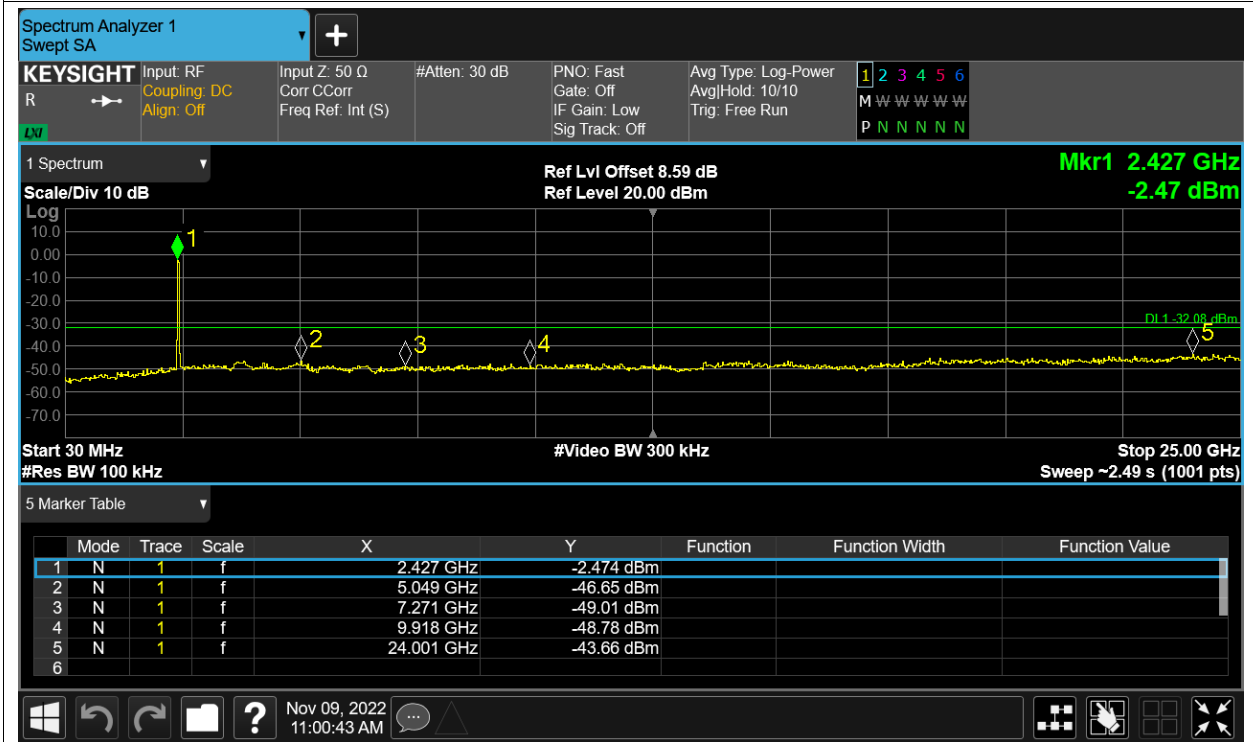 Spectrum Analyzer 1
Swept SA
KEYSIGHT
R
LXI
Input: RF
Coupling: DC
Align: Off
Input Z: 50 Ω
Corr CCorr
Freq Ref: Int (S)
#Atten: 30 dB
PNO: Fast
Gate: Off
IF Gain: Low
Sig Track: Off
Avg Type: Log-Power
Avg|Hold: 10/10
Trig: Free Run
1 2 3 4 5 6
M W W W W W
P N N N N N
1 Spectrum
Scale/Div 10 dB
Ref Lvl Offset 8.59 dB
Ref Level 20.00 dBm
Mkr1 2.427 GHz
-2.47 dBm
Log
10.0
0.00
-10.0
-20.0
-30.0
-40.0
-50.0
-60.0
-70.0
1
2
3
4
5
DL1 -32.08 dBm
Start 30 MHz
#Res BW 100 kHz
#Video BW 300 kHz
Stop 25.00 GHz
Sweep ~2.49 s (1001 pts)
5 Marker Table
Mode Trace Scale X Y Function Function Width Function Value
1 N 1 f 2.427 GHz -2.474 dBm
2 N 1 f 5.049 GHz -46.65 dBm
3 N 1 f 7.271 GHz -49.01 dBm
4 N 1 f 9.918 GHz -48.78 dBm
5 N 1 f 24.001 GHz -43.66 dBm
6
?
Nov 09, 2022
11:00:43 AM